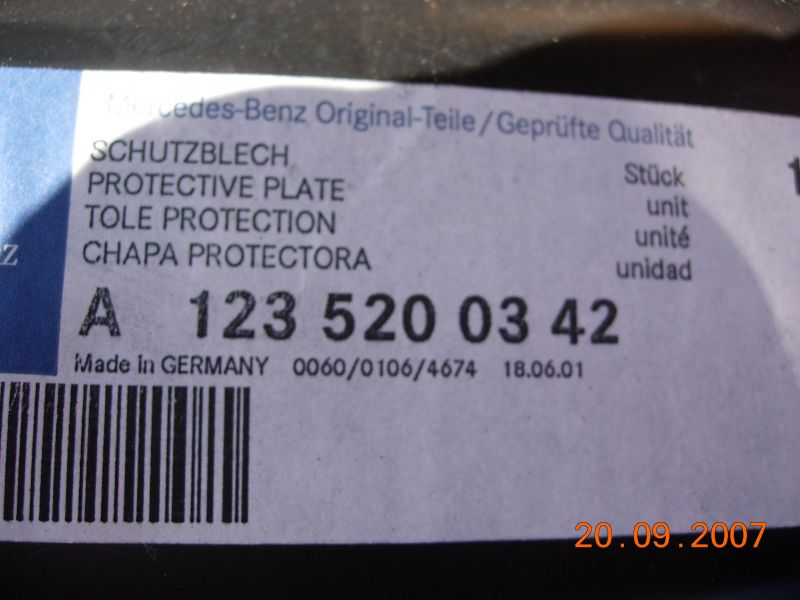 Mercedes-Benz Original-Teile/Geprüfte Qualität
SCHUTZBLECH Stück
PROTECTIVE PLATE unit
TOLE PROTECTION unité
CHAPA PROTECTORA unidad
A 123 520 03 42
Made in GERMANY 0060/0106/4674 18.06.01
20.09.2007